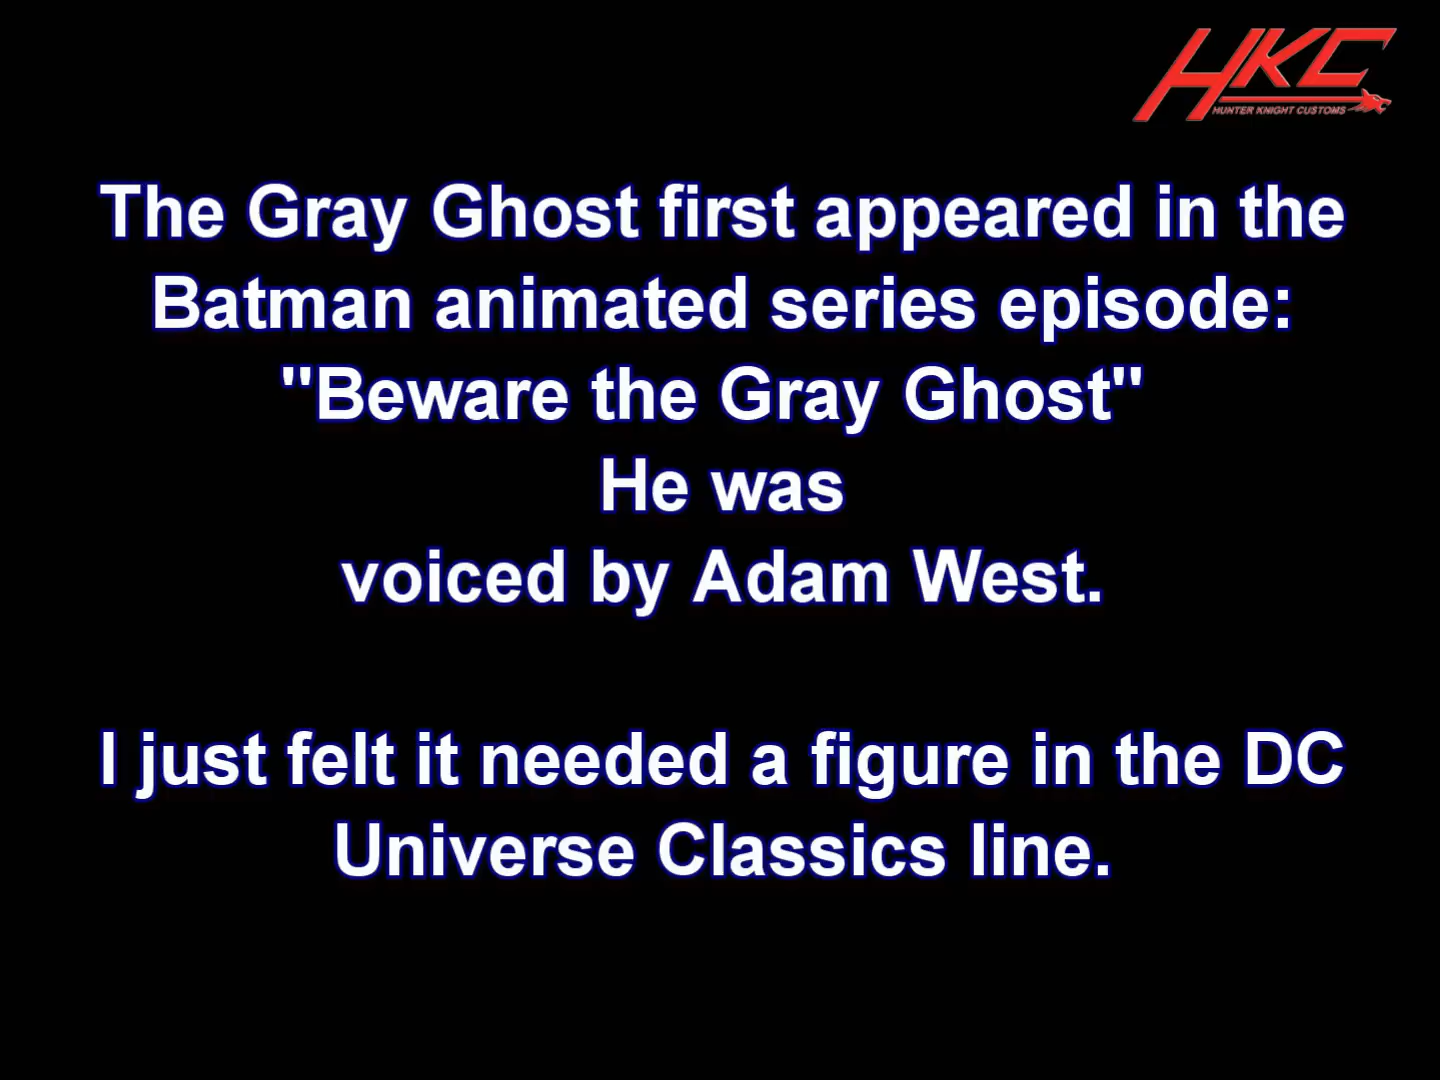 HKC
HUNTER KNIGHT CUSTOMS
The Gray Ghost first appeared in the
Batman animated series episode:
"Beware the Gray Ghost"
He was
voiced by Adam West.
I just felt it needed a figure in the DC
Universe Classics line.